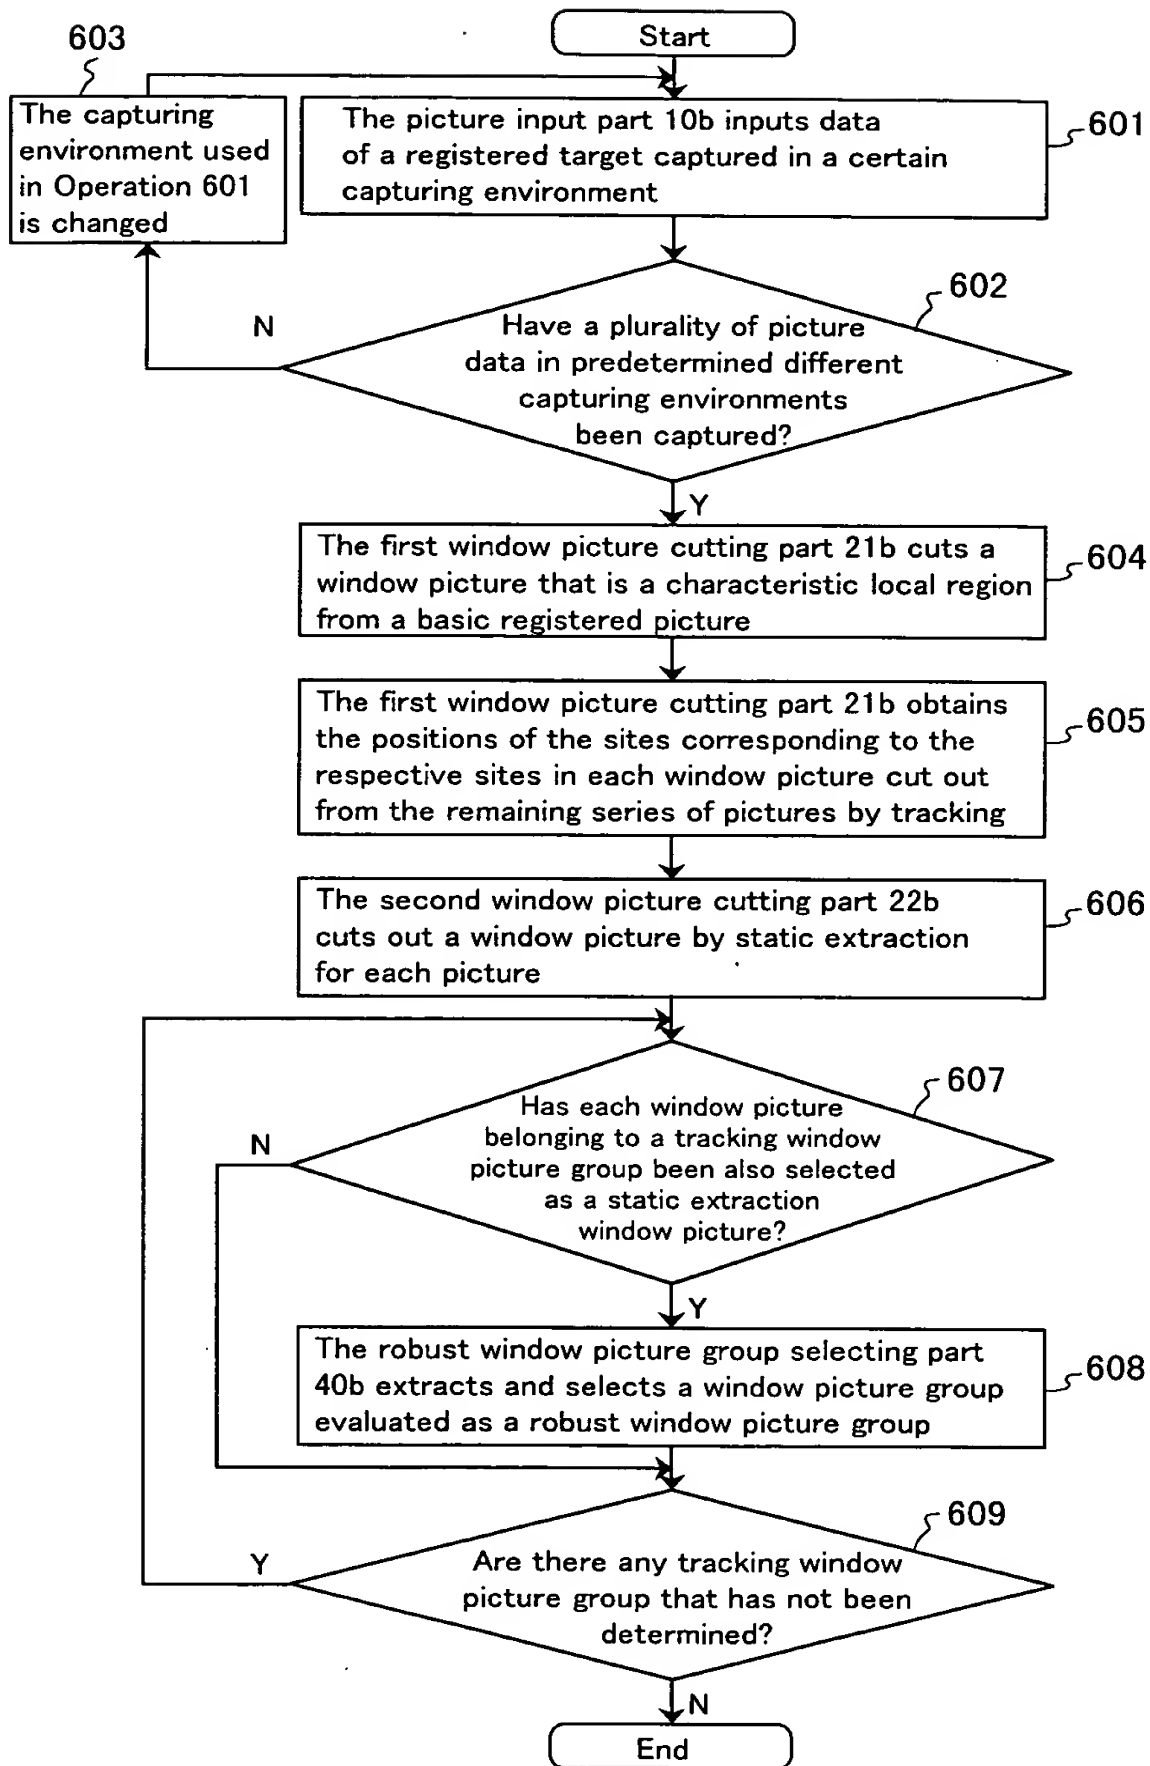 Start
603
The capturing
environment used
in Operation 601
is changed
The picture input part 10b inputs data
of a registered target captured in a certain
capturing environment
601
602
N
Have a plurality of picture
data in predetermined different
capturing environments
been captured?
Y
The first window picture cutting part 21b cuts a
window picture that is a characteristic local region
from a basic registered picture
604
The first window picture cutting part 21b obtains
the positions of the sites corresponding to the
respective sites in each window picture cut out
from the remaining series of pictures by tracking
605
The second window picture cutting part 22b
cuts out a window picture by static extraction
for each picture
606
607
N
Has each window picture
belonging to a tracking window
picture group been also selected
as a static extraction
window picture?
Y
The robust window picture group selecting part
40b extracts and selects a window picture group
evaluated as a robust window picture group
608
609
Y
Are there any tracking window
picture group that has not been
determined?
N
End